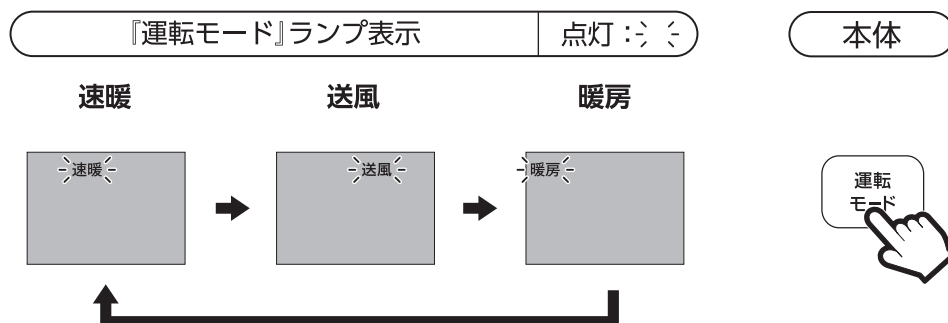 『運転モード』ランプ表示
点灯：
本体
速暖
送風
暖房
速暖
送風
暖房
運転
モード